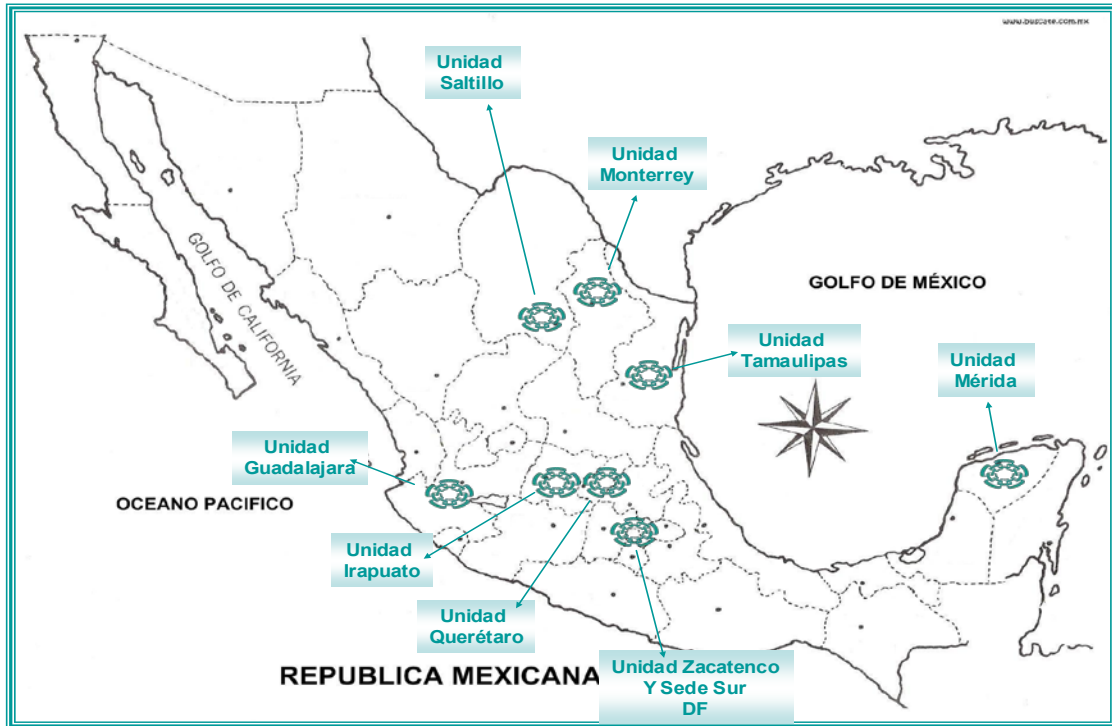 www.buscate.com.mx
Unidad
Saltillo
Unidad
Monterrey
GOLFO DE CALIFORNIA
GOLFO DE MÉXICO
Unidad
Tamaulipas
Unidad
Mérida
Unidad
Guadalajara
OCEANO PACIFICO
Unidad
Irapuato
Unidad
Querétaro
REPUBLICA MEXICANA
Unidad Zacatenco
Y Sede Sur
DF